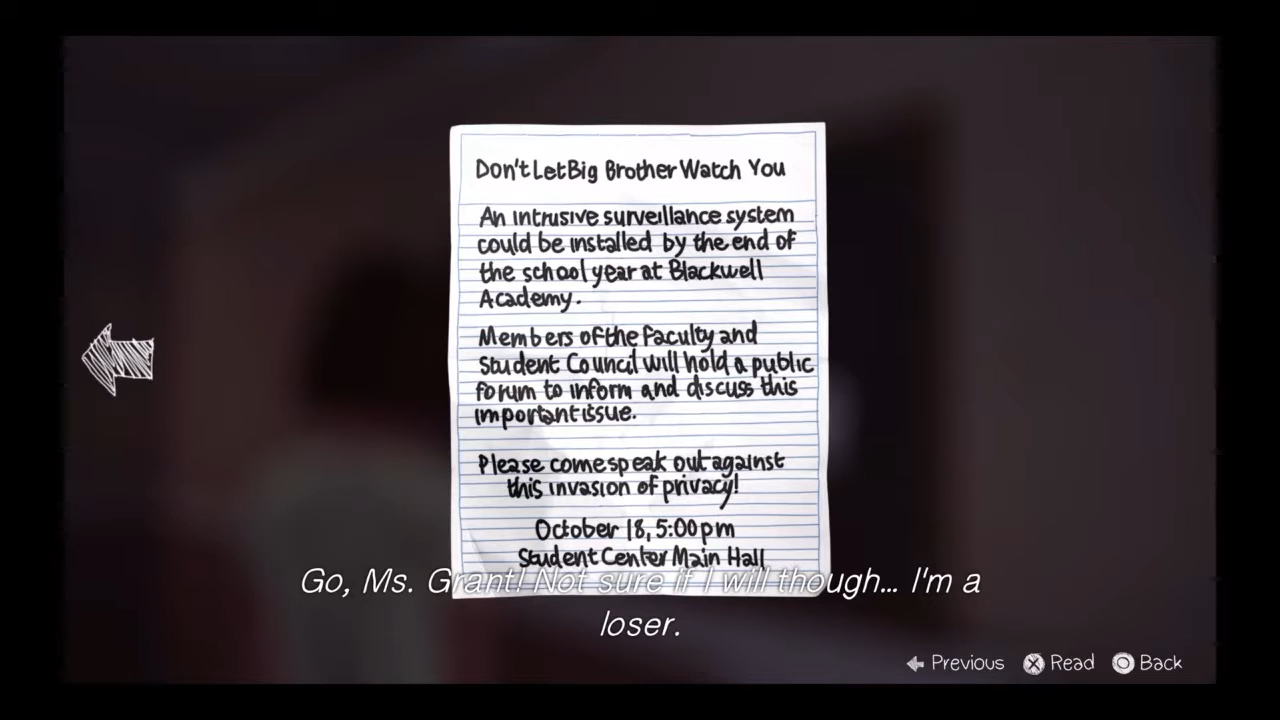 Don't Let Big Brother Watch You
An intrusive surveillance system
could be installed by the end of
the school year at Blackwell
Academy.
Members of the faculty and
Student Council will hold a public
forum to inform and discuss this
important issue.
Please come speak out against
this invasion of privacy!
October 18, 5:00pm
Student Center Main Hall
Go, Ms. Grant! Not sure if I will though... I'm a
loser.
Previous Read Back